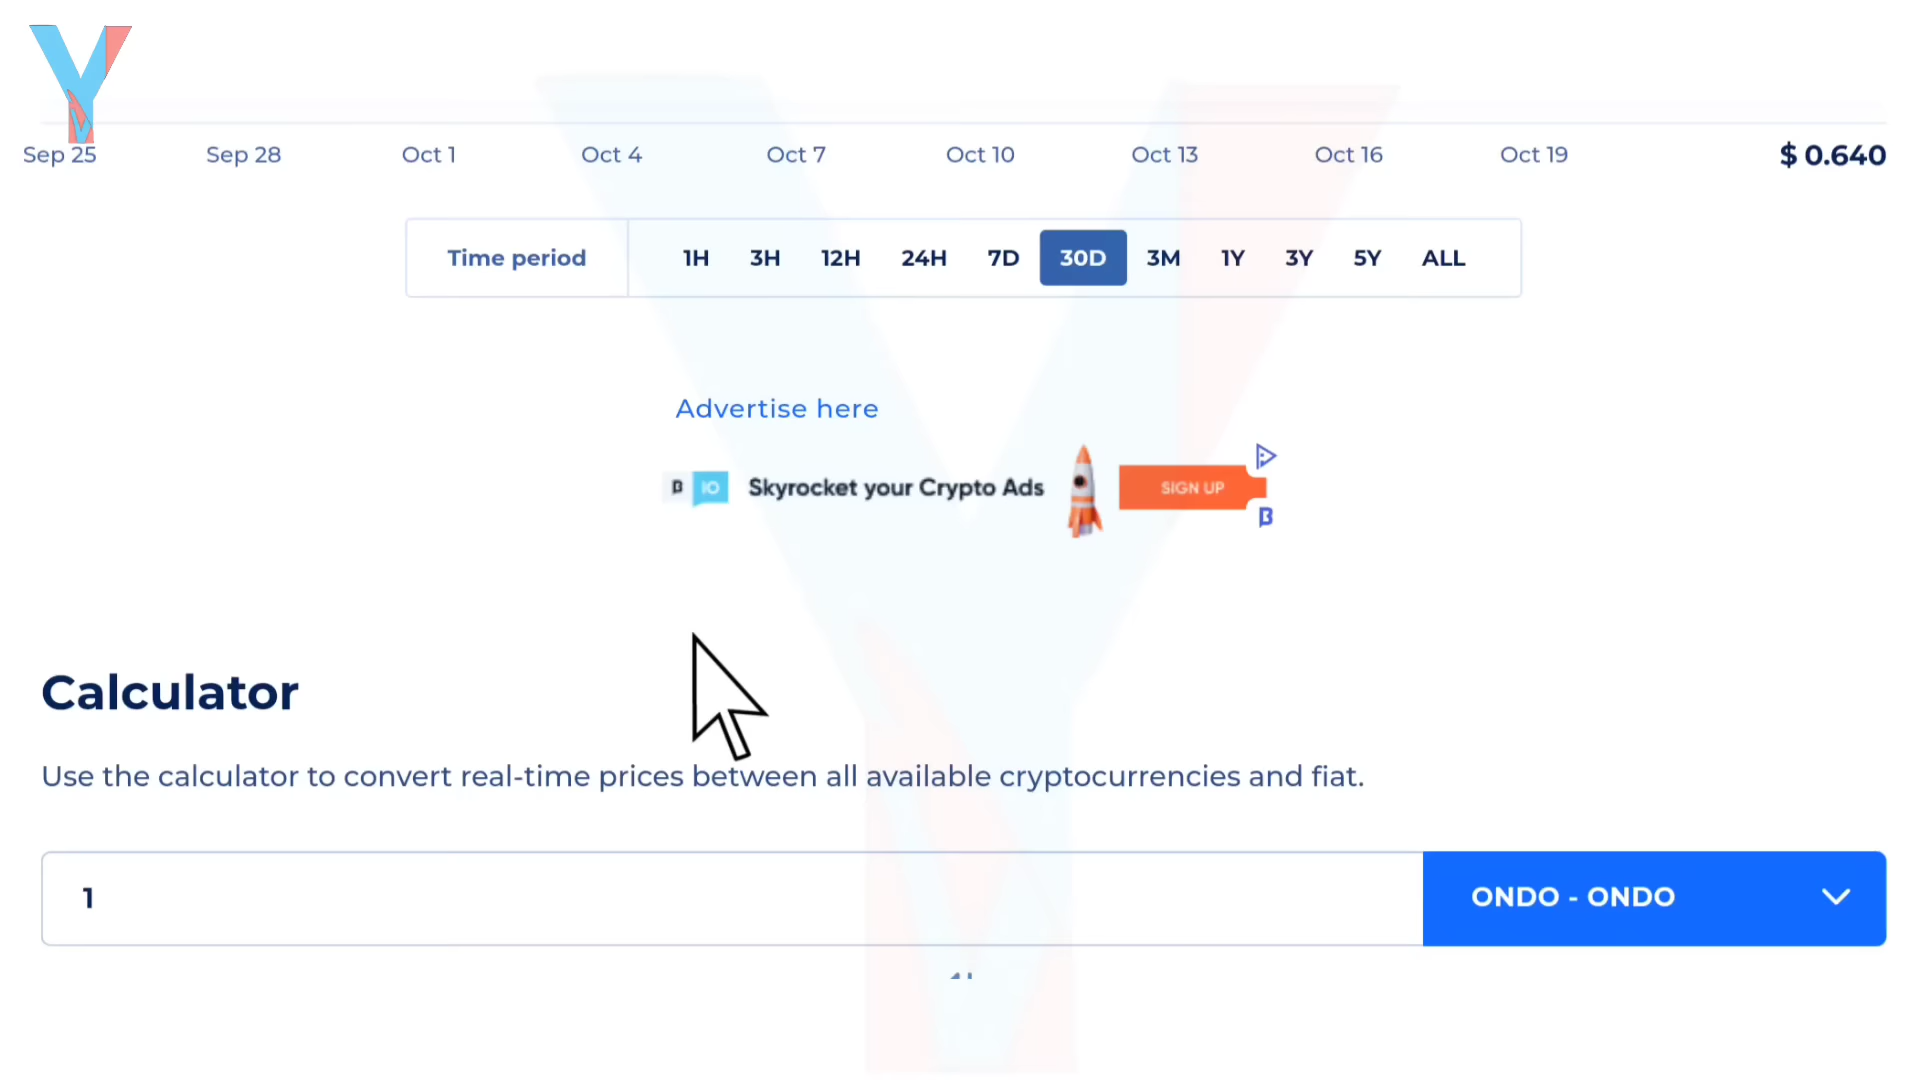 Sep 25 Sep 28 Oct 1 Oct 4 Oct 7 Oct 10 Oct 13 Oct 16 Oct 19 $ 0.640
Time period 1H 3H 12H 24H 7D 30D 3M 1Y 3Y 5Y ALL
Advertise here
B IO Skyrocket your Crypto Ads SIGN UP
Calculator
Use the calculator to convert real-time prices between all available cryptocurrencies and fiat.
1 ONDO - ONDO